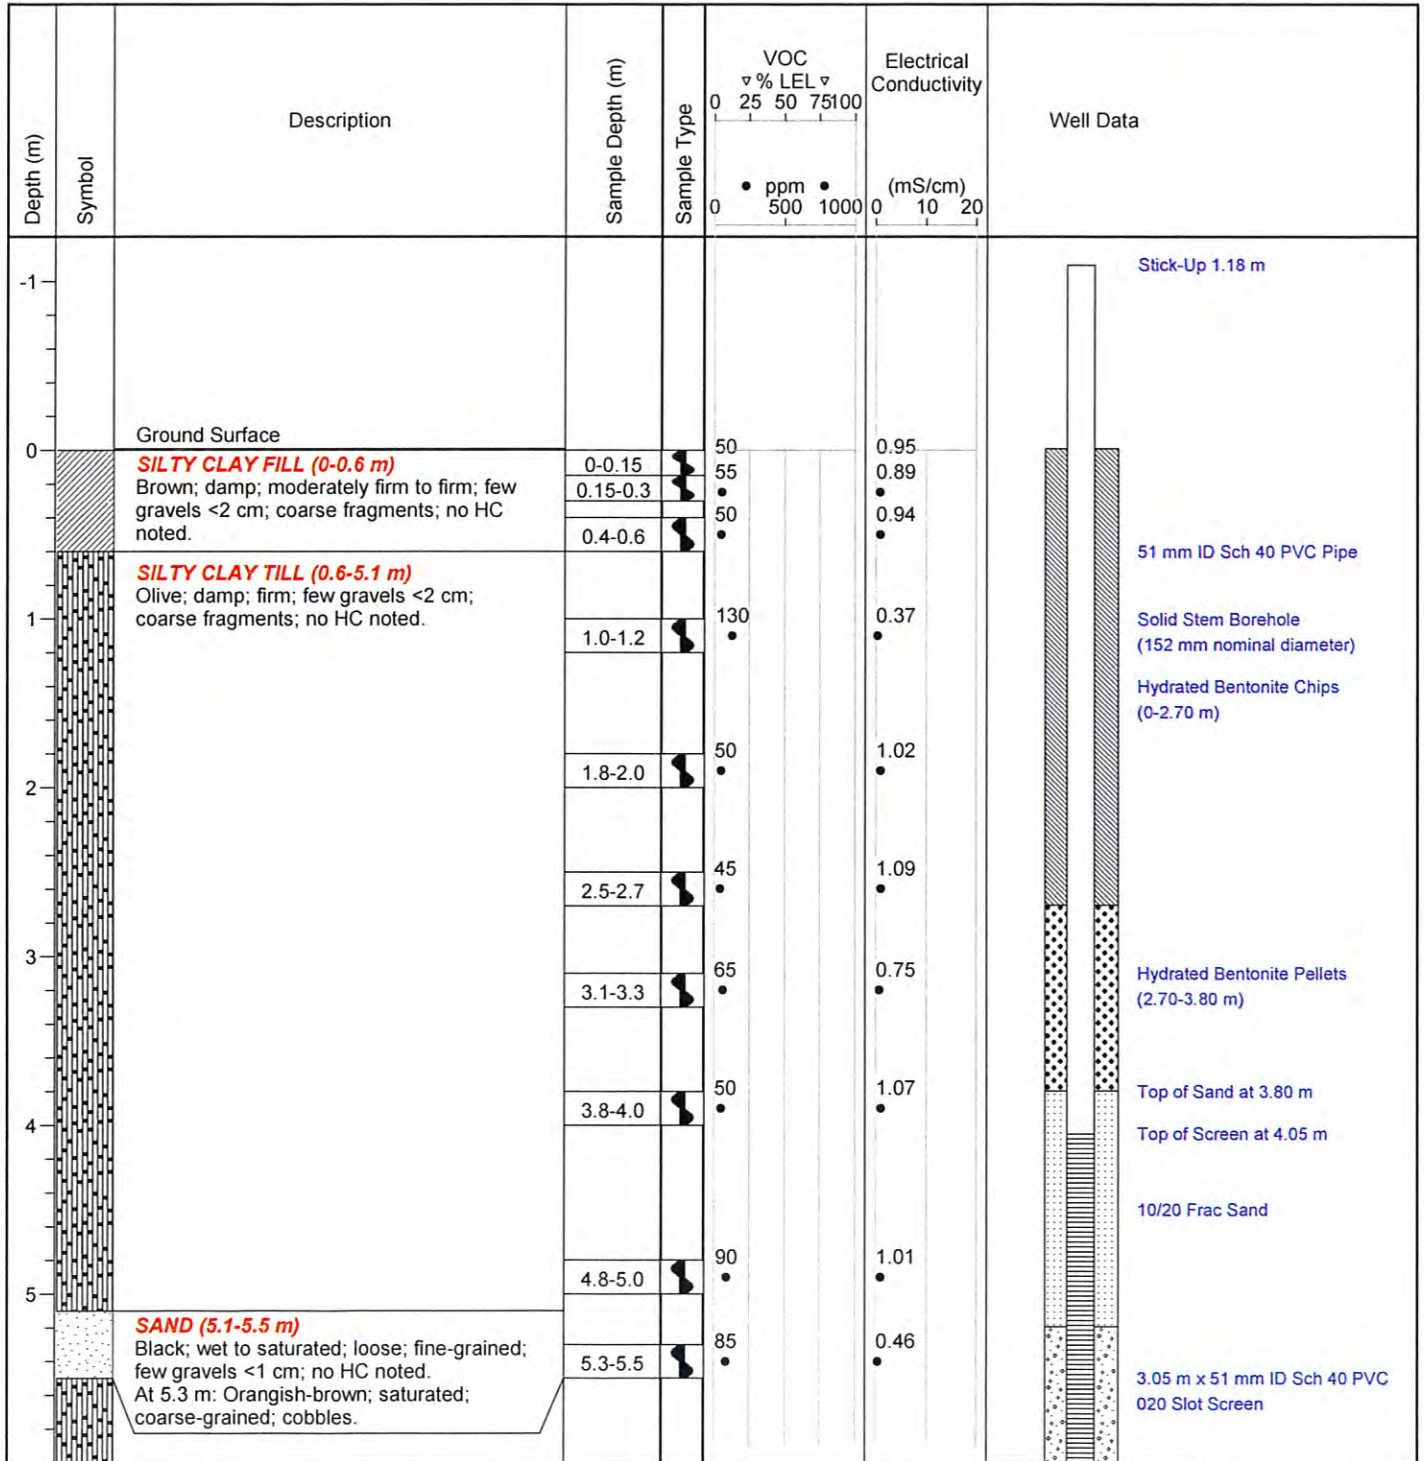 Depth (m)
Symbol
Description
Sample Depth (m)
Sample Type
VOC
▿ % LEL ▿
0 25 50 75 100
• ppm •
0 500 1000
Electrical
Conductivity
(mS/cm)
0 10 20
Well Data
-1
Stick-Up 1.18 m
Ground Surface
0
SILTY CLAY FILL (0-0.6 m)
Brown; damp; moderately firm to firm; few
gravels <2 cm; coarse fragments; no HC
noted.
0-0.15
50
0.95
0.15-0.3
55
0.89
0.4-0.6
50
0.94
51 mm ID Sch 40 PVC Pipe
SILTY CLAY TILL (0.6-5.1 m)
Olive; damp; firm; few gravels <2 cm;
coarse fragments; no HC noted.
1
1.0-1.2
130
0.37
Solid Stem Borehole
(152 mm nominal diameter)
Hydrated Bentonite Chips
(0-2.70 m)
1.8-2.0
50
1.02
2
2.5-2.7
45
1.09
3
3.1-3.3
65
0.75
Hydrated Bentonite Pellets
(2.70-3.80 m)
3.8-4.0
50
1.07
Top of Sand at 3.80 m
4
Top of Screen at 4.05 m
10/20 Frac Sand
4.8-5.0
90
1.01
5
SAND (5.1-5.5 m)
Black; wet to saturated; loose; fine-grained;
few gravels <1 cm; no HC noted.
At 5.3 m: Orangish-brown; saturated;
coarse-grained; cobbles.
5.3-5.5
85
0.46
3.05 m x 51 mm ID Sch 40 PVC
020 Slot Screen